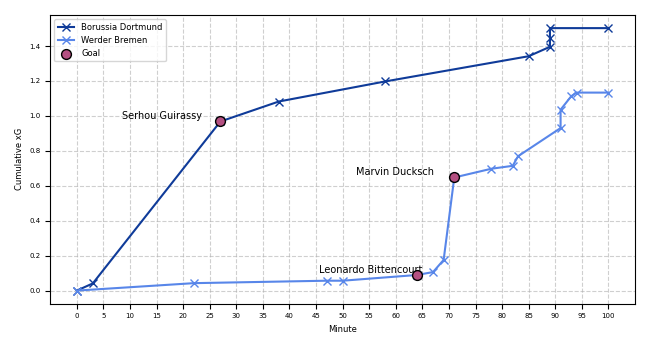 Borussia Dortmund
Werder Bremen
Goal
Serhou Guirassy
Marvin Ducksch
Leonardo Bittencourt
Cumulative xG
1.4
1.2
1.0
0.8
0.6
0.4
0.2
0.0
0 5 10 15 20 25 30 35 40 45 50 55 60 65 70 75 80 85 90 95 100
Minute